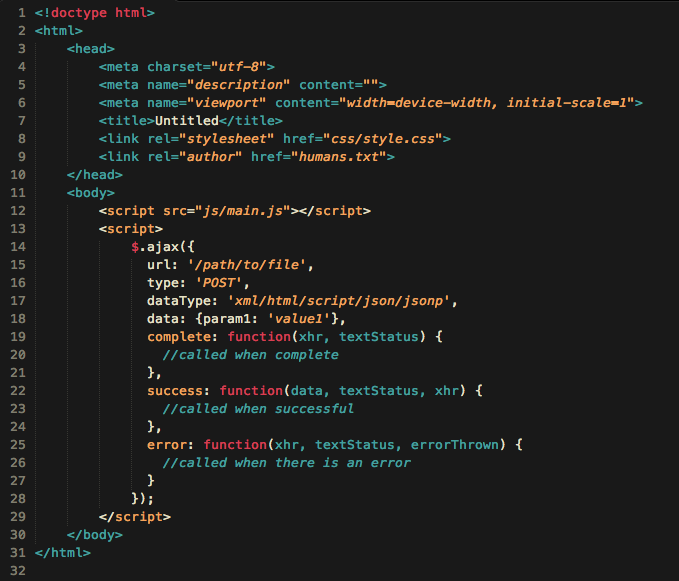 1 <!doctype html>
2 <html>
3     <head>
4         <meta charset="utf-8">
5         <meta name="description" content="">
6         <meta name="viewport" content="width=device-width, initial-scale=1">
7         <title>Untitled</title>
8         <link rel="stylesheet" href="css/style.css">
9         <link rel="author" href="humans.txt">
10     </head>
11     <body>
12         <script src="js/main.js"></script>
13         <script>
14             $.ajax({
15               url: '/path/to/file',
16               type: 'POST',
17               dataType: 'xml/html/script/json/jsonp',
18               data: {param1: 'value1'},
19               complete: function(xhr, textStatus) {
20                 //called when complete
21               },
22               success: function(data, textStatus, xhr) {
23                 //called when successful
24               },
25               error: function(xhr, textStatus, errorThrown) {
26                 //called when there is an error
27               }
28             });
29         </script>
30     </body>
31 </html>
32